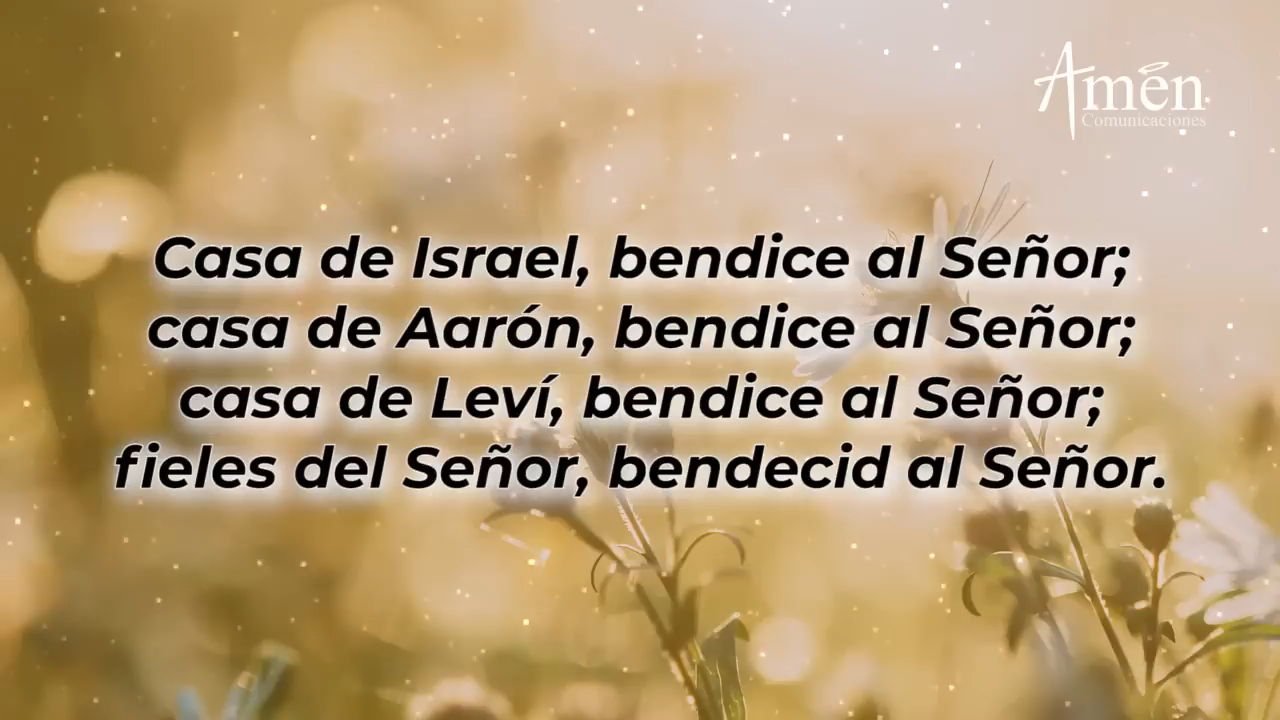 Amén
Comunicaciones
Casa de Israel, bendice al Señor;
casa de Aarón, bendice al Señor;
casa de Leví, bendice al Señor;
fieles del Señor, bendecid al Señor.